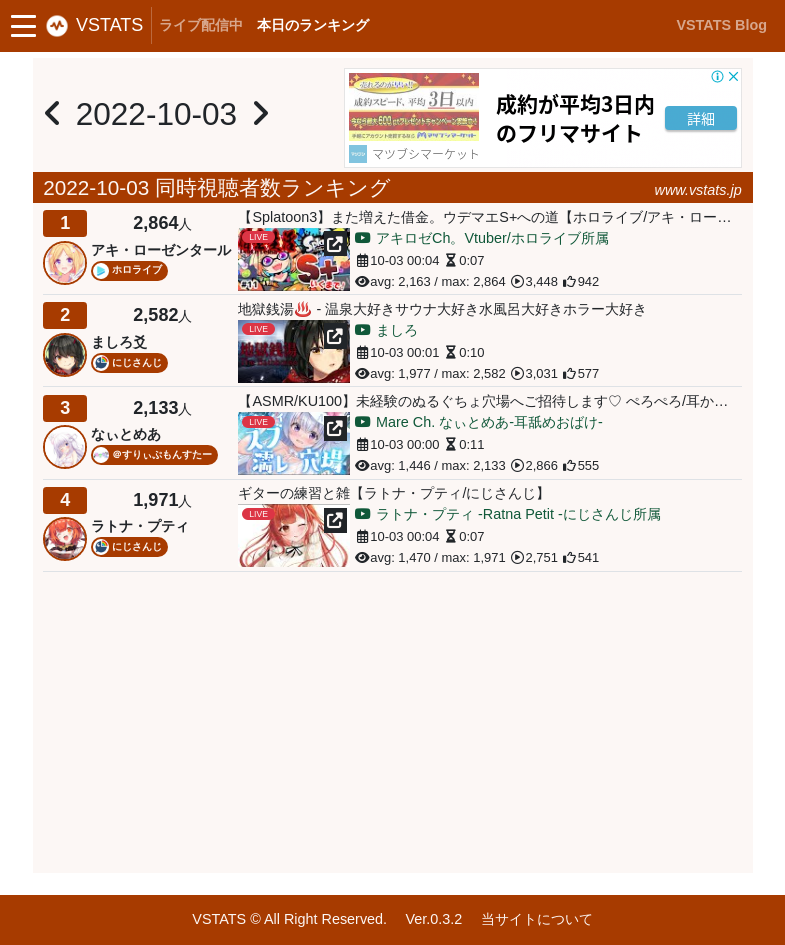 VSTATS ライブ配信中 本日のランキング VSTATS Blog
2022-10-03
成約スピード、平均3日以内
成約が平均3日内
のフリマサイト
詳細
マツブシマーケット
2022-10-03 同時視聴者数ランキング www.vstats.jp
1 2,864人
アキ・ローゼンタール
ホロライブ
【Splatoon3】また増えた借金。ウデマエS+への道【ホロライブ/アキ・ロー…
LIVE
#11 S+
アキロゼCh。Vtuber/ホロライブ所属
10-03 00:04 0:07
avg: 2,163 / max: 2,864 3,448 942
2 2,582人
ましろ爻
にじさんじ
地獄銭湯♨ - 温泉大好きサウナ大好き水風呂大好きホラー大好き
LIVE
地獄銭湯
ましろ
10-03 00:01 0:10
avg: 1,977 / max: 2,582 3,031 577
3 2,133人
なぃとめあ
@すりぃぷもんすたー
【ASMR/KU100】未経験のぬるぐちょ穴場へご招待します♡ ぺろぺろ/耳か…
LIVE
Mare Ch. なぃとめあ-耳舐めおばけ-
10-03 00:00 0:11
avg: 1,446 / max: 2,133 2,866 555
4 1,971人
ラトナ・プティ
にじさんじ
ギターの練習と雑【ラトナ・プティ/にじさんじ】
LIVE
ラトナ・プティ -Ratna Petit -にじさんじ所属
10-03 00:04 0:07
avg: 1,470 / max: 1,971 2,751 541
VSTATS © All Right Reserved. Ver.0.3.2 当サイトについて